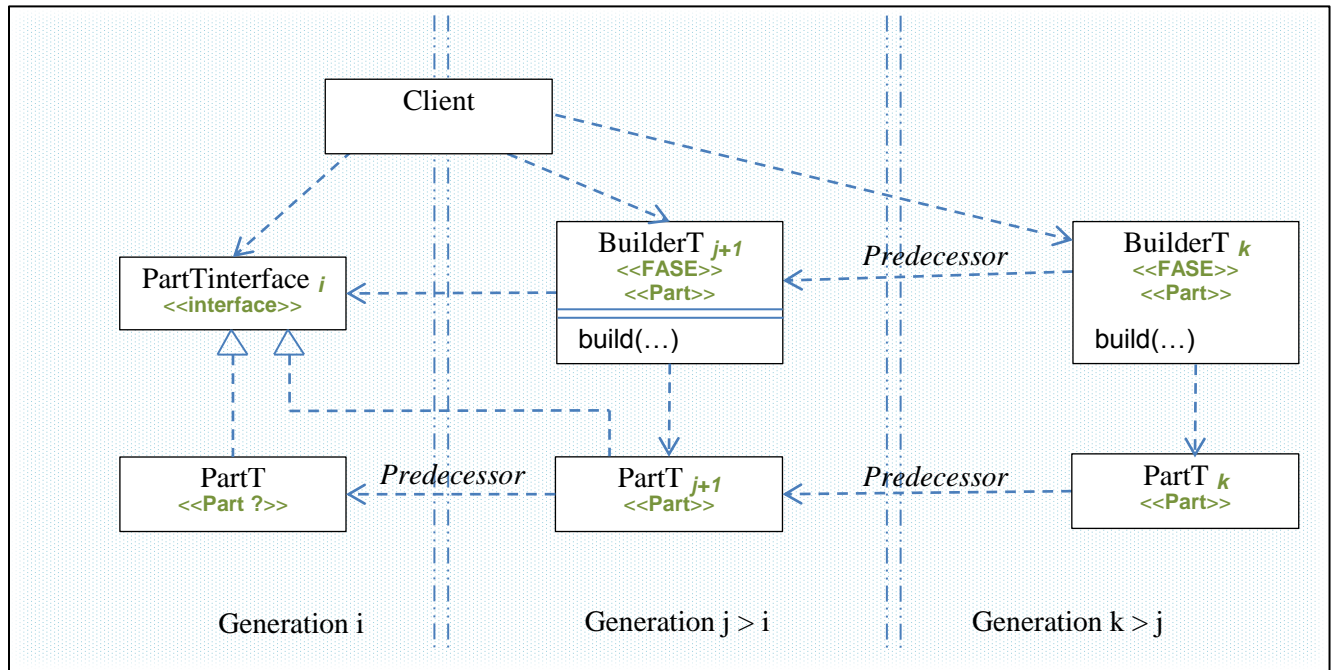 Client
PartTinterface i
<<interface>>
BuilderT j+1
<<FASE>>
<<Part>>
build(…)
Predecessor
BuilderT k
<<FASE>>
<<Part>>
build(…)
PartT
<<Part ?>>
Predecessor
PartT j+1
<<Part>>
Predecessor
PartT k
<<Part>>
Generation i
Generation j > i
Generation k > j